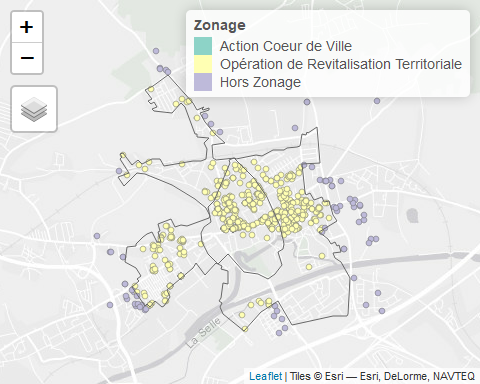 +
−
Zonage
Action Coeur de Ville
Opération de Revitalisation Territoriale
Hors Zonage
La Selle
Leaflet | Tiles © Esri — Esri, DeLorme, NAVTEQ